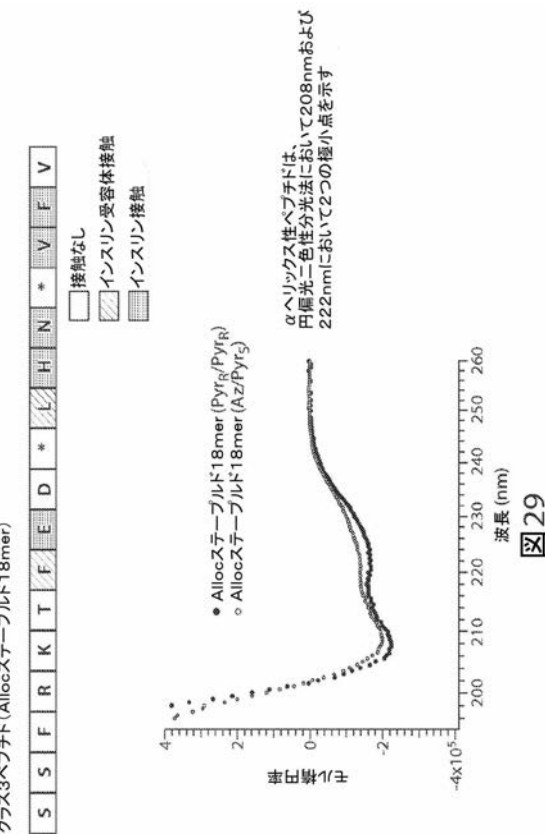 クラス3ペプチド(Allocステープルド18mer)
S S F R K T F E D * L H N * V F V
接触なし
インスリン受容体接触
インスリン接触
Allocステープルド18mer (PyrR/PyrR)
Allocステープルド18mer (Az/PyrS)
αヘリックス性ペプチドは、
円偏光二色性分光法において208nmおよび
222nmにおいて2つの極小点を示す
モル楕円率
4
2
0
-2
-4x10⁵
200 210 220 230 240 250 260
波長 (nm)
図29